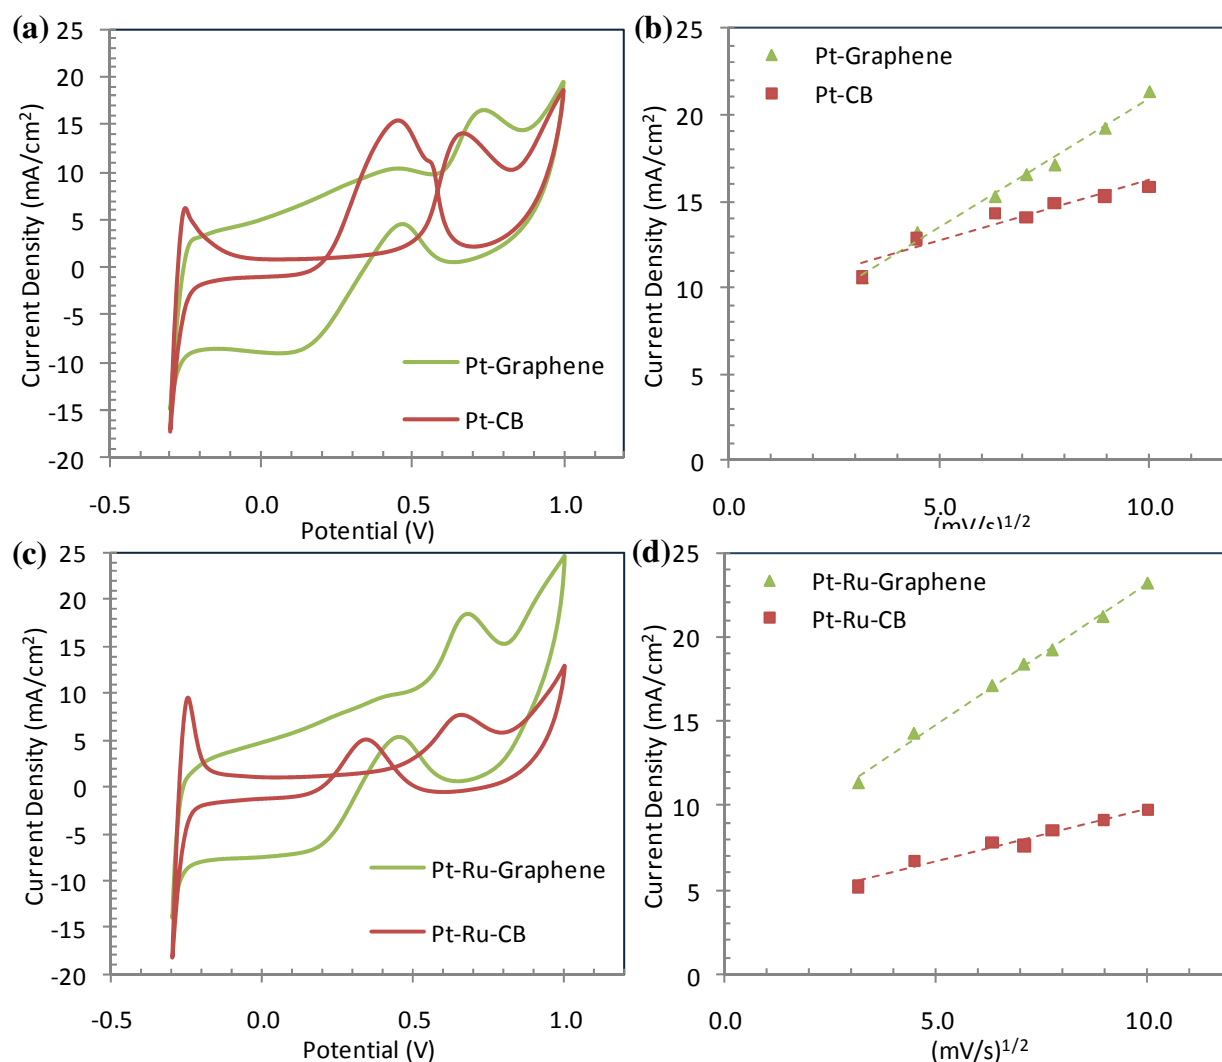 (a)
25
20
15
10
5
0
-5
-10
-15
-20
Current Density (mA/cm²)
Pt-Graphene
Pt-CB
-0.5
0.0
0.5
1.0
Potential (V)
(b)
25
20
15
10
5
0
Current Density (mA/cm²)
Pt-Graphene
Pt-CB
0.0
5.0
10.0
(mV/s)^1/2
(c)
25
20
15
10
5
0
-5
-10
-15
-20
Current Density (mA/cm²)
Pt-Ru-Graphene
Pt-Ru-CB
-0.5
0.0
0.5
1.0
Potential (V)
(d)
25
20
15
10
5
0
Current Density (mA/cm²)
Pt-Ru-Graphene
Pt-Ru-CB
0.0
5.0
10.0
(mV/s)^1/2